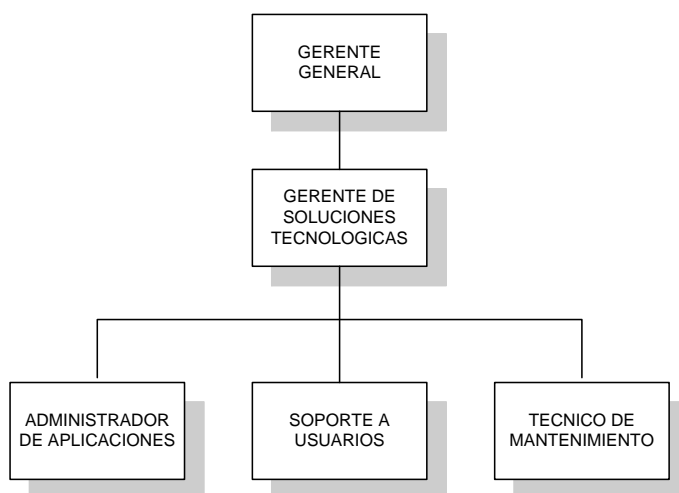 GERENTE
GENERAL
GERENTE DE
SOLUCIONES
TECNOLOGICAS
ADMINISTRADOR
DE APLICACIONES
SOPORTE A
USUARIOS
TECNICO DE
MANTENIMIENTO